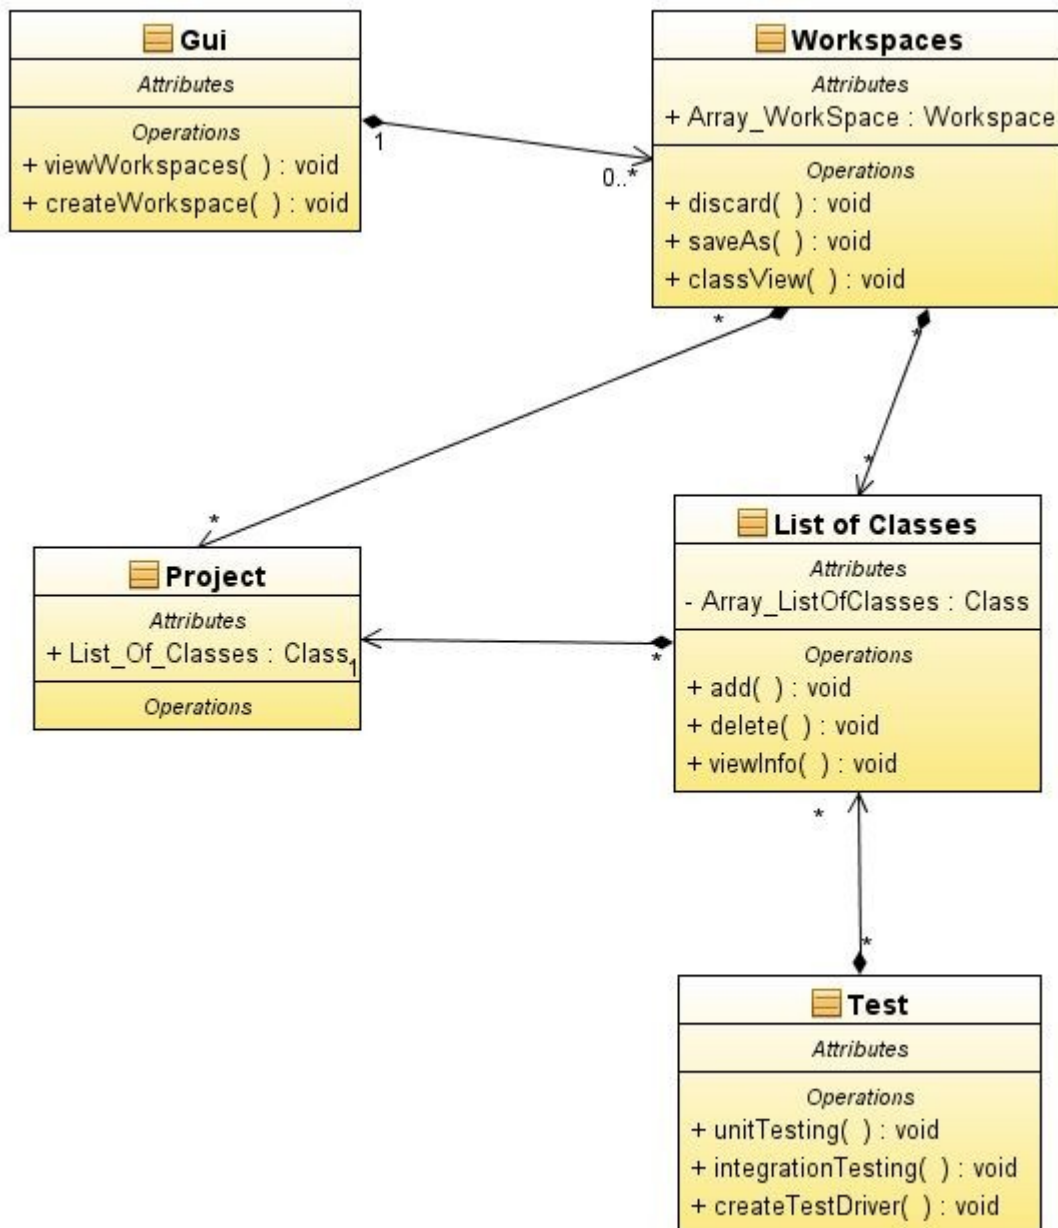 Gui
Attributes
Operations
+ viewWorkspaces( ) : void
+ createWorkspace( ) : void
1
0..*
Workspaces
Attributes
+ Array_WorkSpace : Workspace
Operations
+ discard( ) : void
+ saveAs( ) : void
+ classView( ) : void
*
*
*
*
Project
Attributes
+ List_Of_Classes : Class
1
Operations
*
List of Classes
Attributes
- Array_ListOfClasses : Class
Operations
+ add( ) : void
+ delete( ) : void
+ viewInfo( ) : void
*
*
Test
Attributes
Operations
+ unitTesting( ) : void
+ integrationTesting( ) : void
+ createTestDriver( ) : void